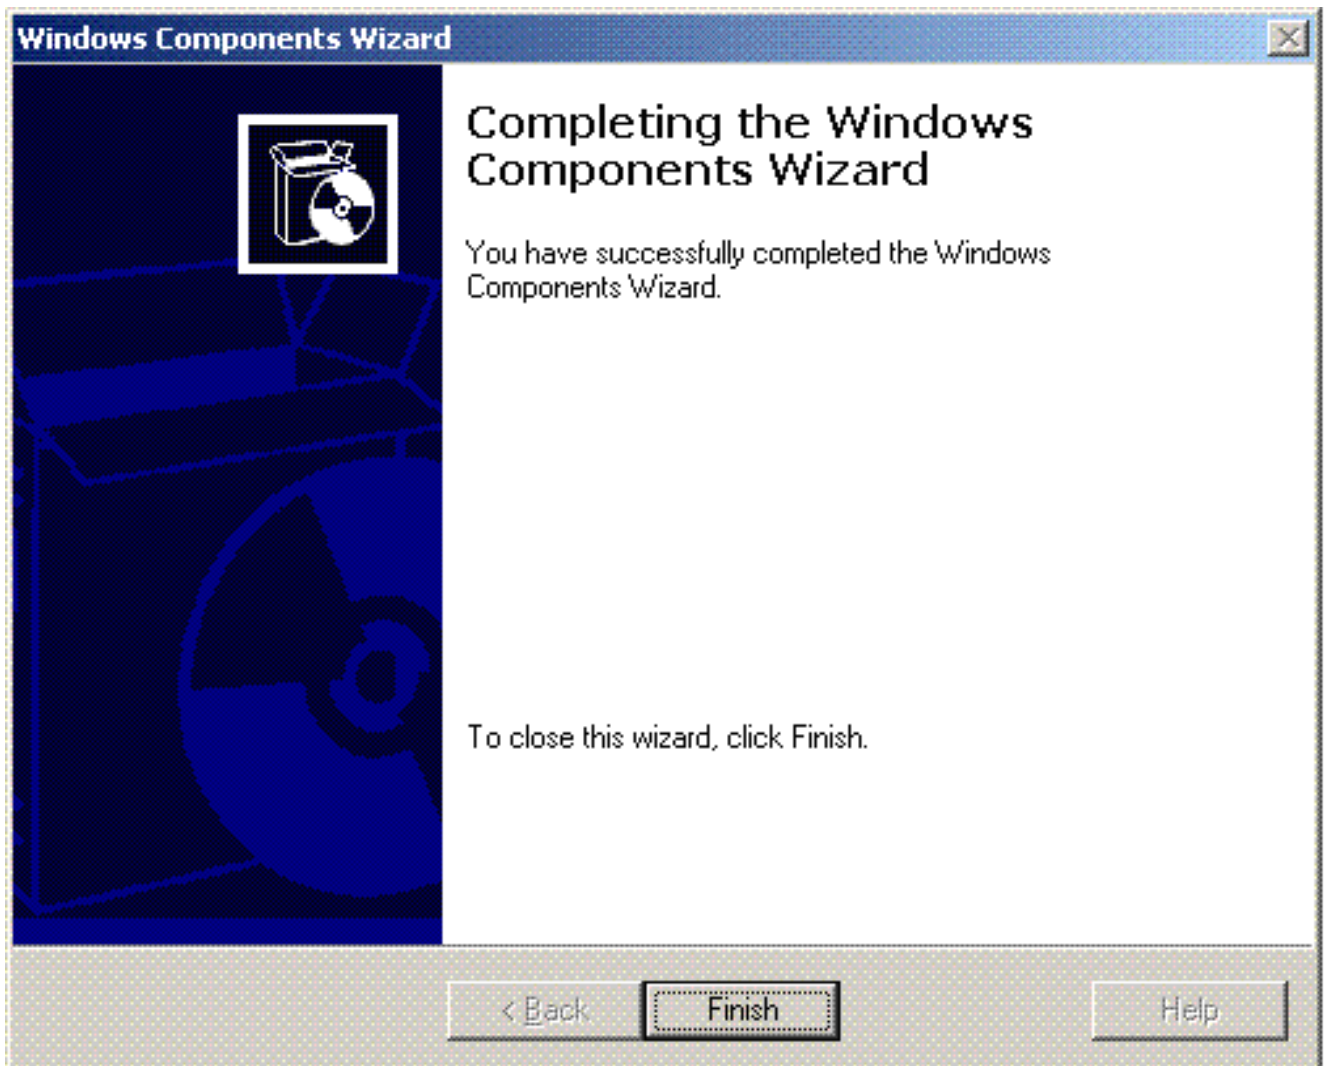 Windows Components Wizard
Completing the Windows
Components Wizard
You have successfully completed the Windows
Components Wizard.
To close this wizard, click Finish.
< Back
Finish
Help